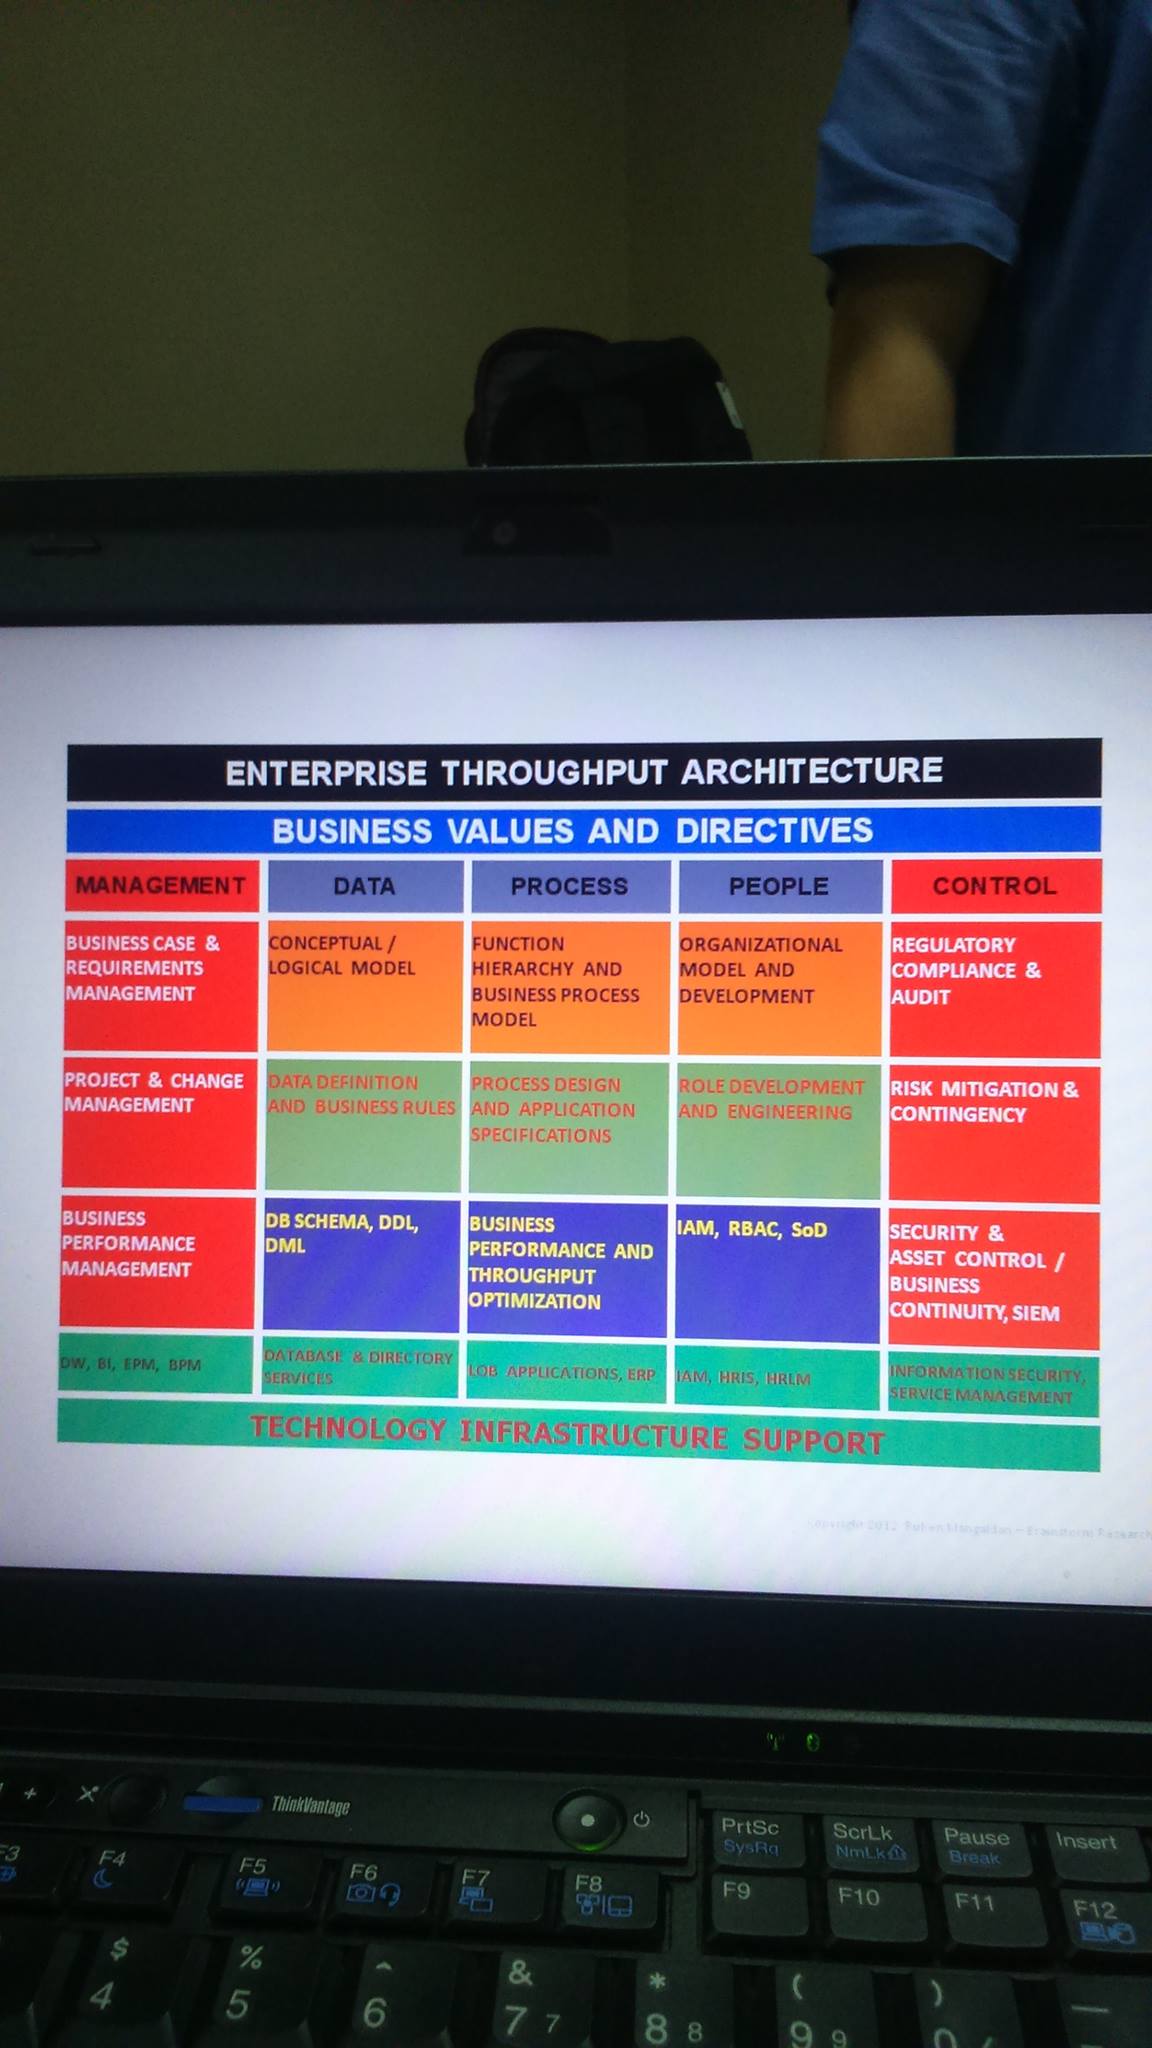 ENTERPRISE THROUGHPUT ARCHITECTURE
BUSINESS VALUES AND DIRECTIVES
MANAGEMENT
DATA
PROCESS
PEOPLE
CONTROL
BUSINESS CASE &
REQUIREMENTS
MANAGEMENT
CONCEPTUAL /
LOGICAL MODEL
FUNCTION
HIERARCHY AND
BUSINESS PROCESS
MODEL
ORGANIZATIONAL
MODEL AND
DEVELOPMENT
REGULATORY
COMPLIANCE &
AUDIT
PROJECT & CHANGE
MANAGEMENT
DATA DEFINITION
AND BUSINESS RULES
PROCESS DESIGN
AND APPLICATION
SPECIFICATIONS
ROLE DEVELOPMENT
AND ENGINEERING
RISK MITIGATION &
CONTINGENCY
BUSINESS
PERFORMANCE
MANAGEMENT
DB SCHEMA, DDL,
DML
BUSINESS
PERFORMANCE AND
THROUGHPUT
OPTIMIZATION
IAM, RBAC, SoD
SECURITY &
ASSET CONTROL /
BUSINESS
CONTINUITY, SIEM
DW, BI, EPM, BPM
DATABASE & DIRECTORY
SERVICES
LOB APPLICATIONS, ERP
IAM, HRIS, HRLM
INFORMATION SECURITY,
SERVICE MANAGEMENT
TECHNOLOGY INFRASTRUCTURE SUPPORT
Copyright 2012 Brainstorm Research
ThinkVantage
PrtSc
SysRq
ScrLk
NmLk
Pause
Break
Insert
F3
F4
F5
F6
F7
F8
F9
F10
F11
F12
$
4
%
5
^
6
&
7 7
*
8 8
(
9 9
)
0